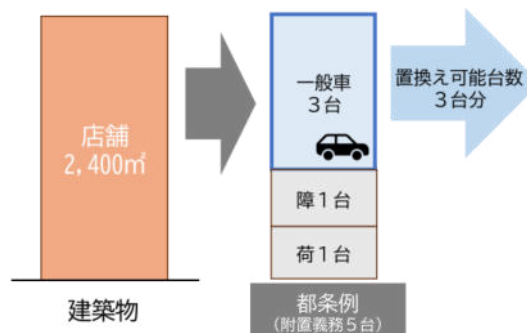 店舗
2,400㎡
建築物
一般車
3台
障1台
荷1台
都条例
(附置義務5台)
置換え可能台数
3台分